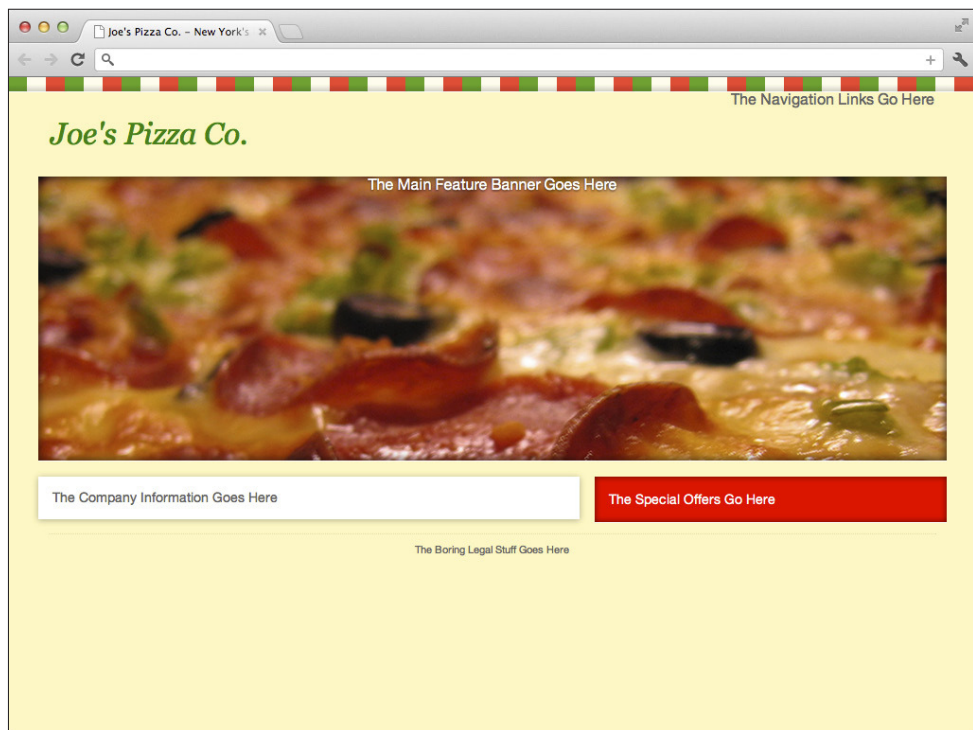 Joe's Pizza Co. – New York's
The Navigation Links Go Here
Joe's Pizza Co.
The Main Feature Banner Goes Here
The Company Information Goes Here
The Special Offers Go Here
The Boring Legal Stuff Goes Here